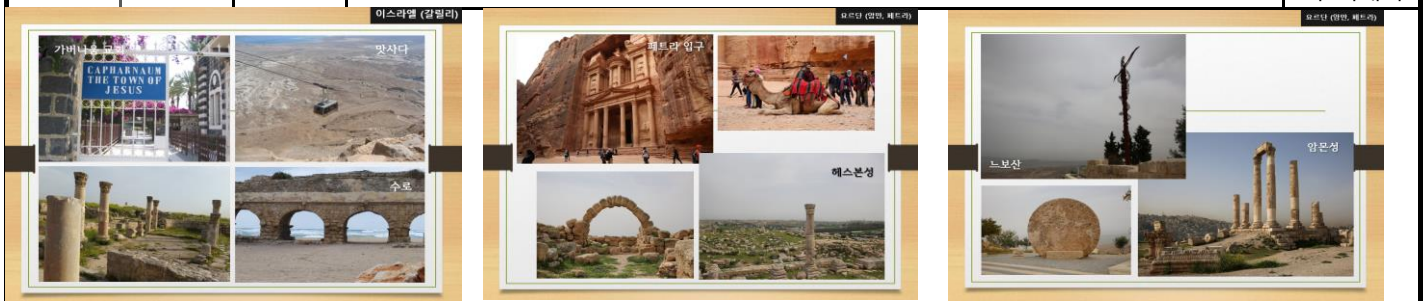 이스라엘 (갈릴리)
가버나움 교회
맛사다
CAPHARNAUM
THE TOWN OF
JESUS
수로
요르단 (암만, 페트라)
페트라 입구
헤스본성
요르단 (암만, 페트라)
느보산
암몬성